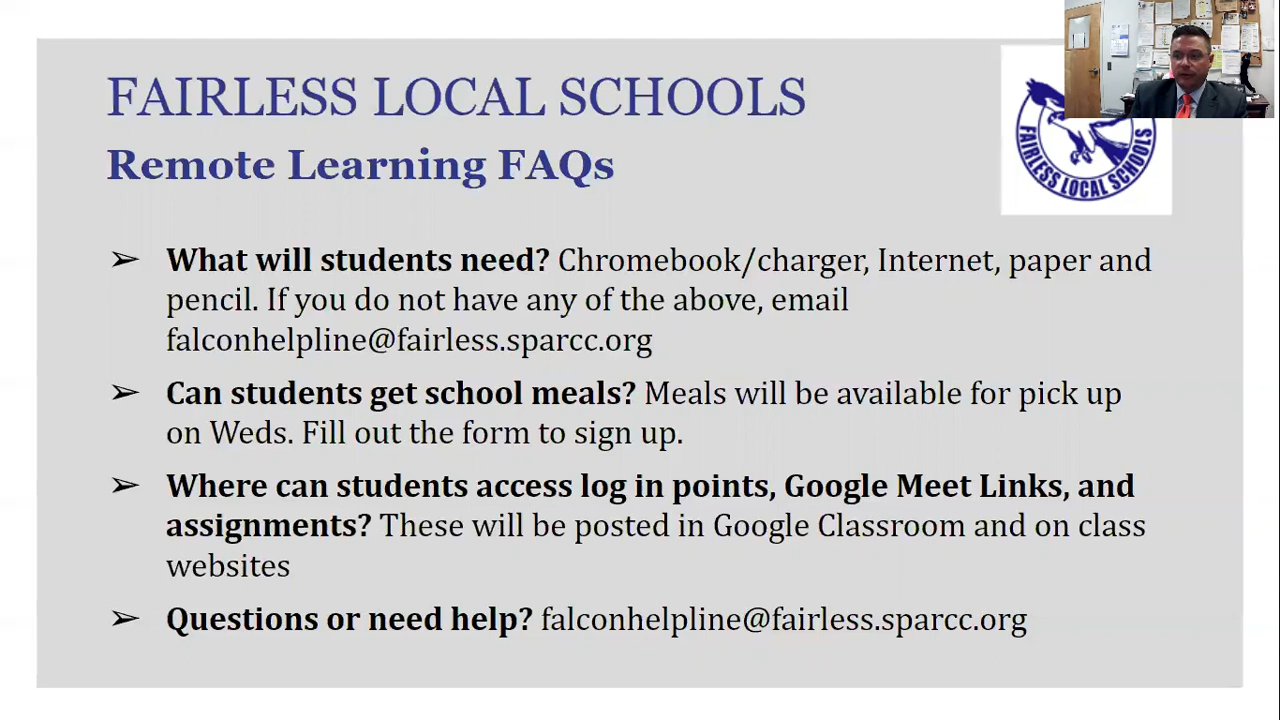 FAIRLESS LOCAL SCHOOLS
Remote Learning FAQs
FAIRLESS LOCAL SCHOOLS
➢ What will students need? Chromebook/charger, Internet, paper and
pencil. If you do not have any of the above, email
falconhelpline@fairless.sparcc.org
➢ Can students get school meals? Meals will be available for pick up
on Weds. Fill out the form to sign up.
➢ Where can students access log in points, Google Meet Links, and
assignments? These will be posted in Google Classroom and on class
websites
➢ Questions or need help? falconhelpline@fairless.sparcc.org